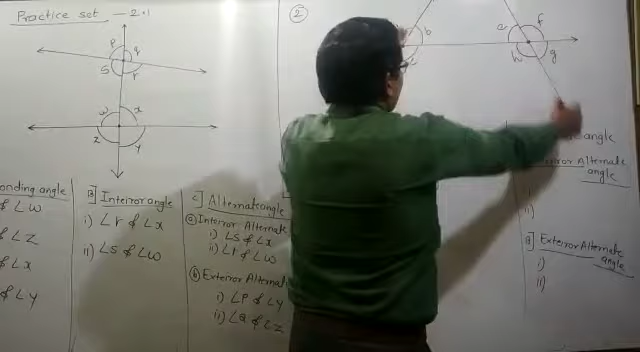 Practice set - 2.1
p
q
s
r
w
x
z
y
onding angle
& ∠w
& ∠z
& ∠x
& ∠y
B] Interior angle
i) ∠r & ∠x
ii) ∠s & ∠w
C] Alternate angle
a Interior Alternate
i) ∠s & ∠x
ii) ∠r & ∠w
b Exterior Alternate
i) ∠P & ∠y
ii) ∠q & ∠z
2
b
a
f
h
g
angle
Alternate
angle
i)
ii)
B] Exterior Alternate
angle
i)
ii)